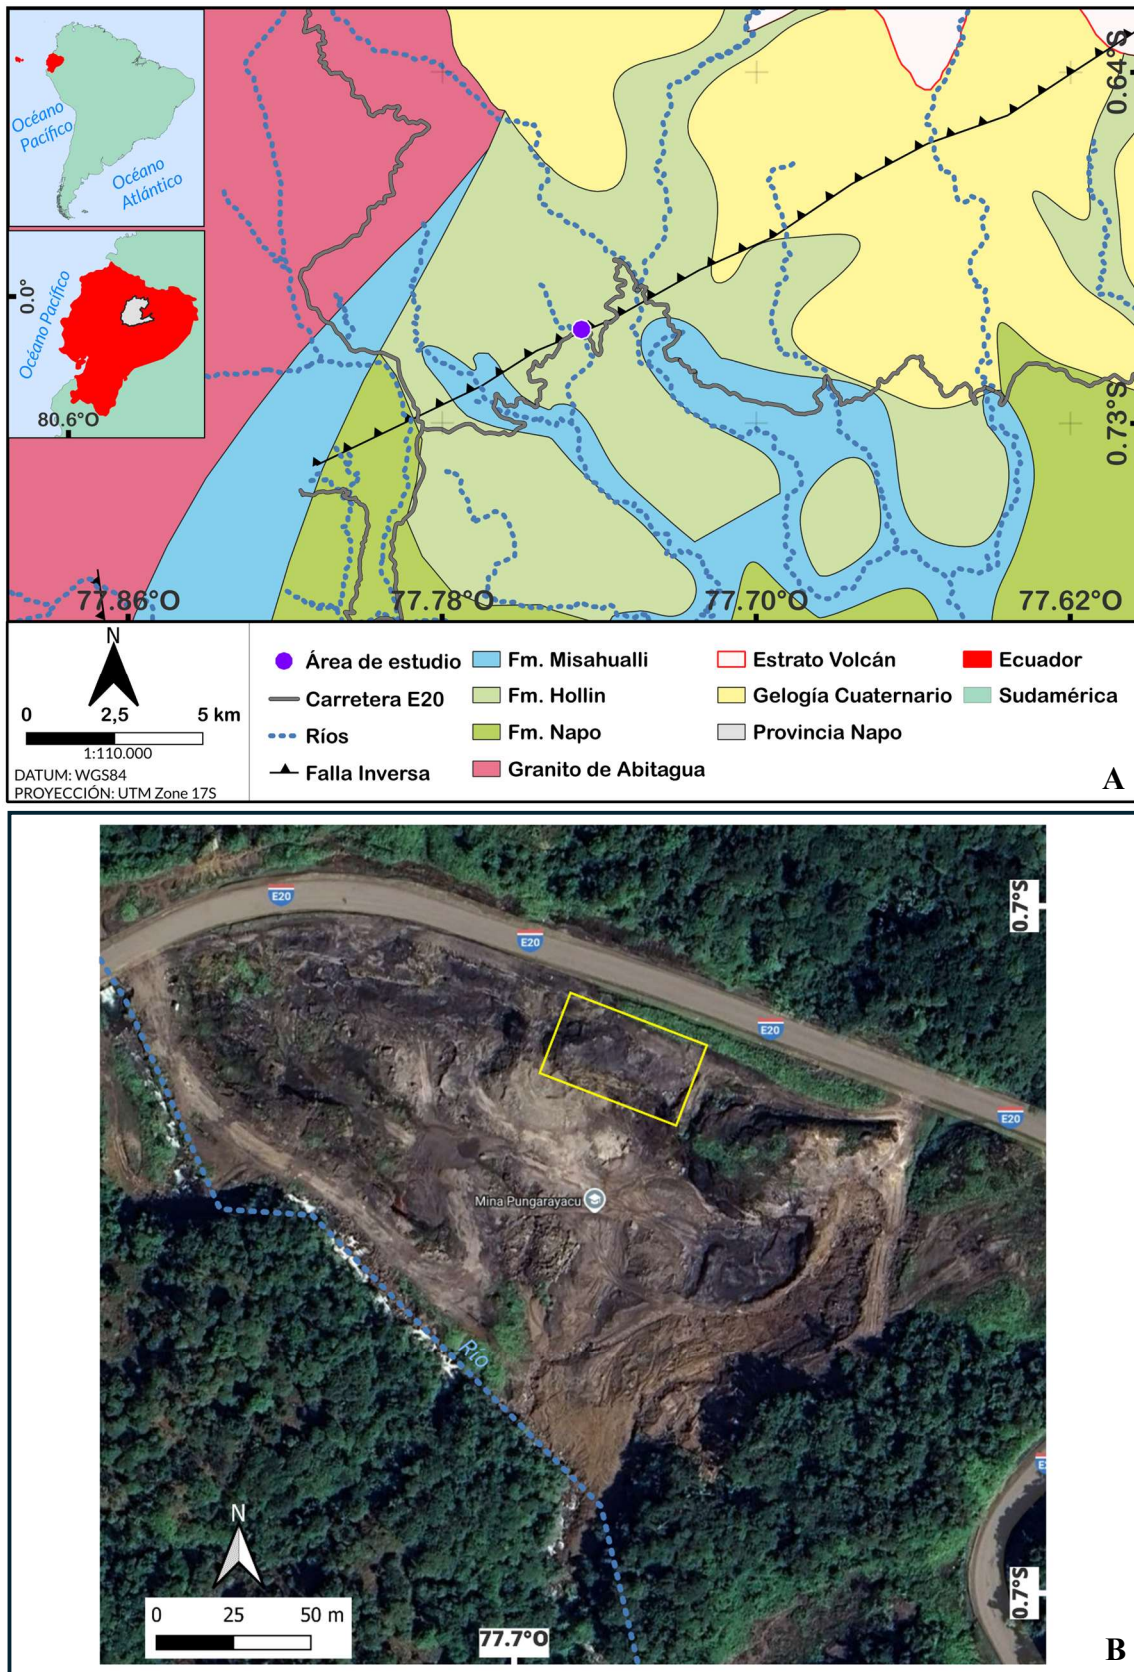 Océano
Pacífico
Océano
Atlántico
Océano Pacífico
0.0°
80.6°O
0.64°S
0.73°S
77.86°O
77.78°O
77.70°O
77.62°O
N
0 2,5 5 km
1:110.000
DATUM: WGS84
PROYECCIÓN: UTM Zone 17S
Área de estudio
Carretera E20
Ríos
Falla Inversa
Fm. Misahualli
Fm. Hollin
Fm. Napo
Granito de Abitagua
Estrato Volcán
Gelogía Cuaternario
Provincia Napo
Ecuador
Sudamérica
A
E20
E20
E20
E20
0.7°S
Mina Pungarayacu
Río
N
0 25 50 m
77.7°O
0.7°S
B